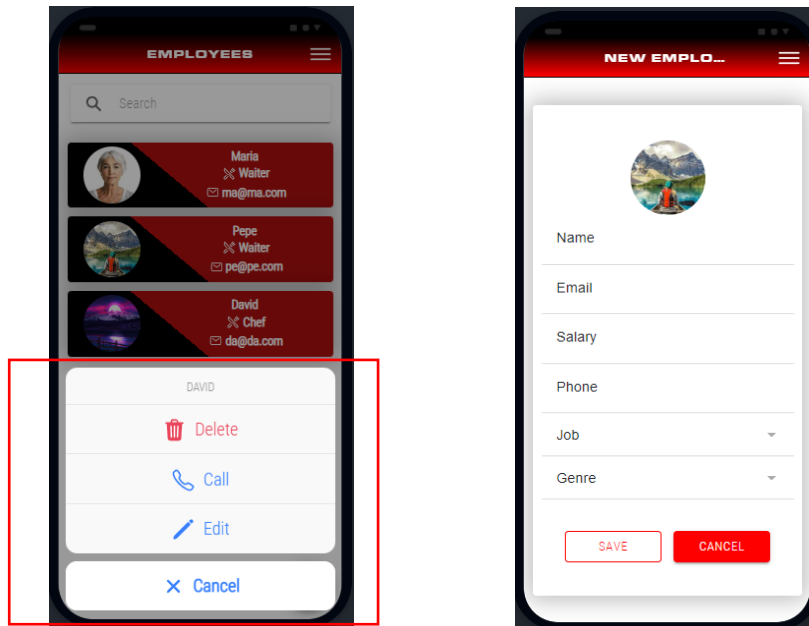 EMPLOYEES
Search
Maria
Waiter
ma@ma.com
Pepe
Waiter
pe@pe.com
David
Chef
da@da.com
DAVID
Delete
Call
Edit
Cancel
NEW EMPLO...
Name
Email
Salary
Phone
Job
Genre
SAVE CANCEL